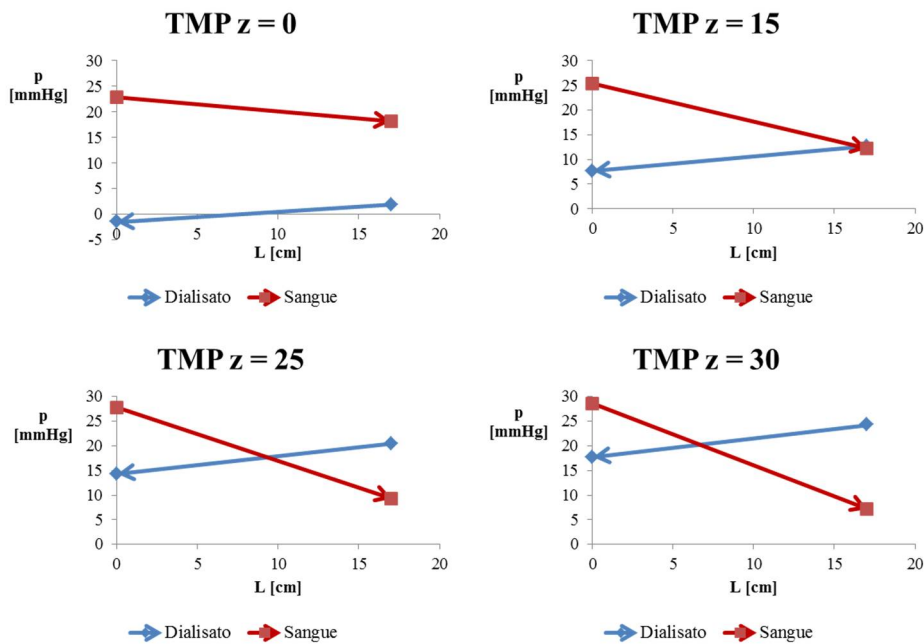 TMP z = 0
p
[mmHg]
30
25
20
15
10
5
0
-5
0
5
10
15
20
L [cm]
Dialisato
Sangue
TMP z = 15
p
[mmHg]
30
25
20
15
10
5
0
0
5
10
15
20
L [cm]
Dialisato
Sangue
TMP z = 25
p
[mmHg]
30
25
20
15
10
5
0
0
5
10
15
20
L [cm]
Dialisato
Sangue
TMP z = 30
p
[mmHg]
30
25
20
15
10
5
0
0
5
10
15
20
L [cm]
Dialisato
Sangue